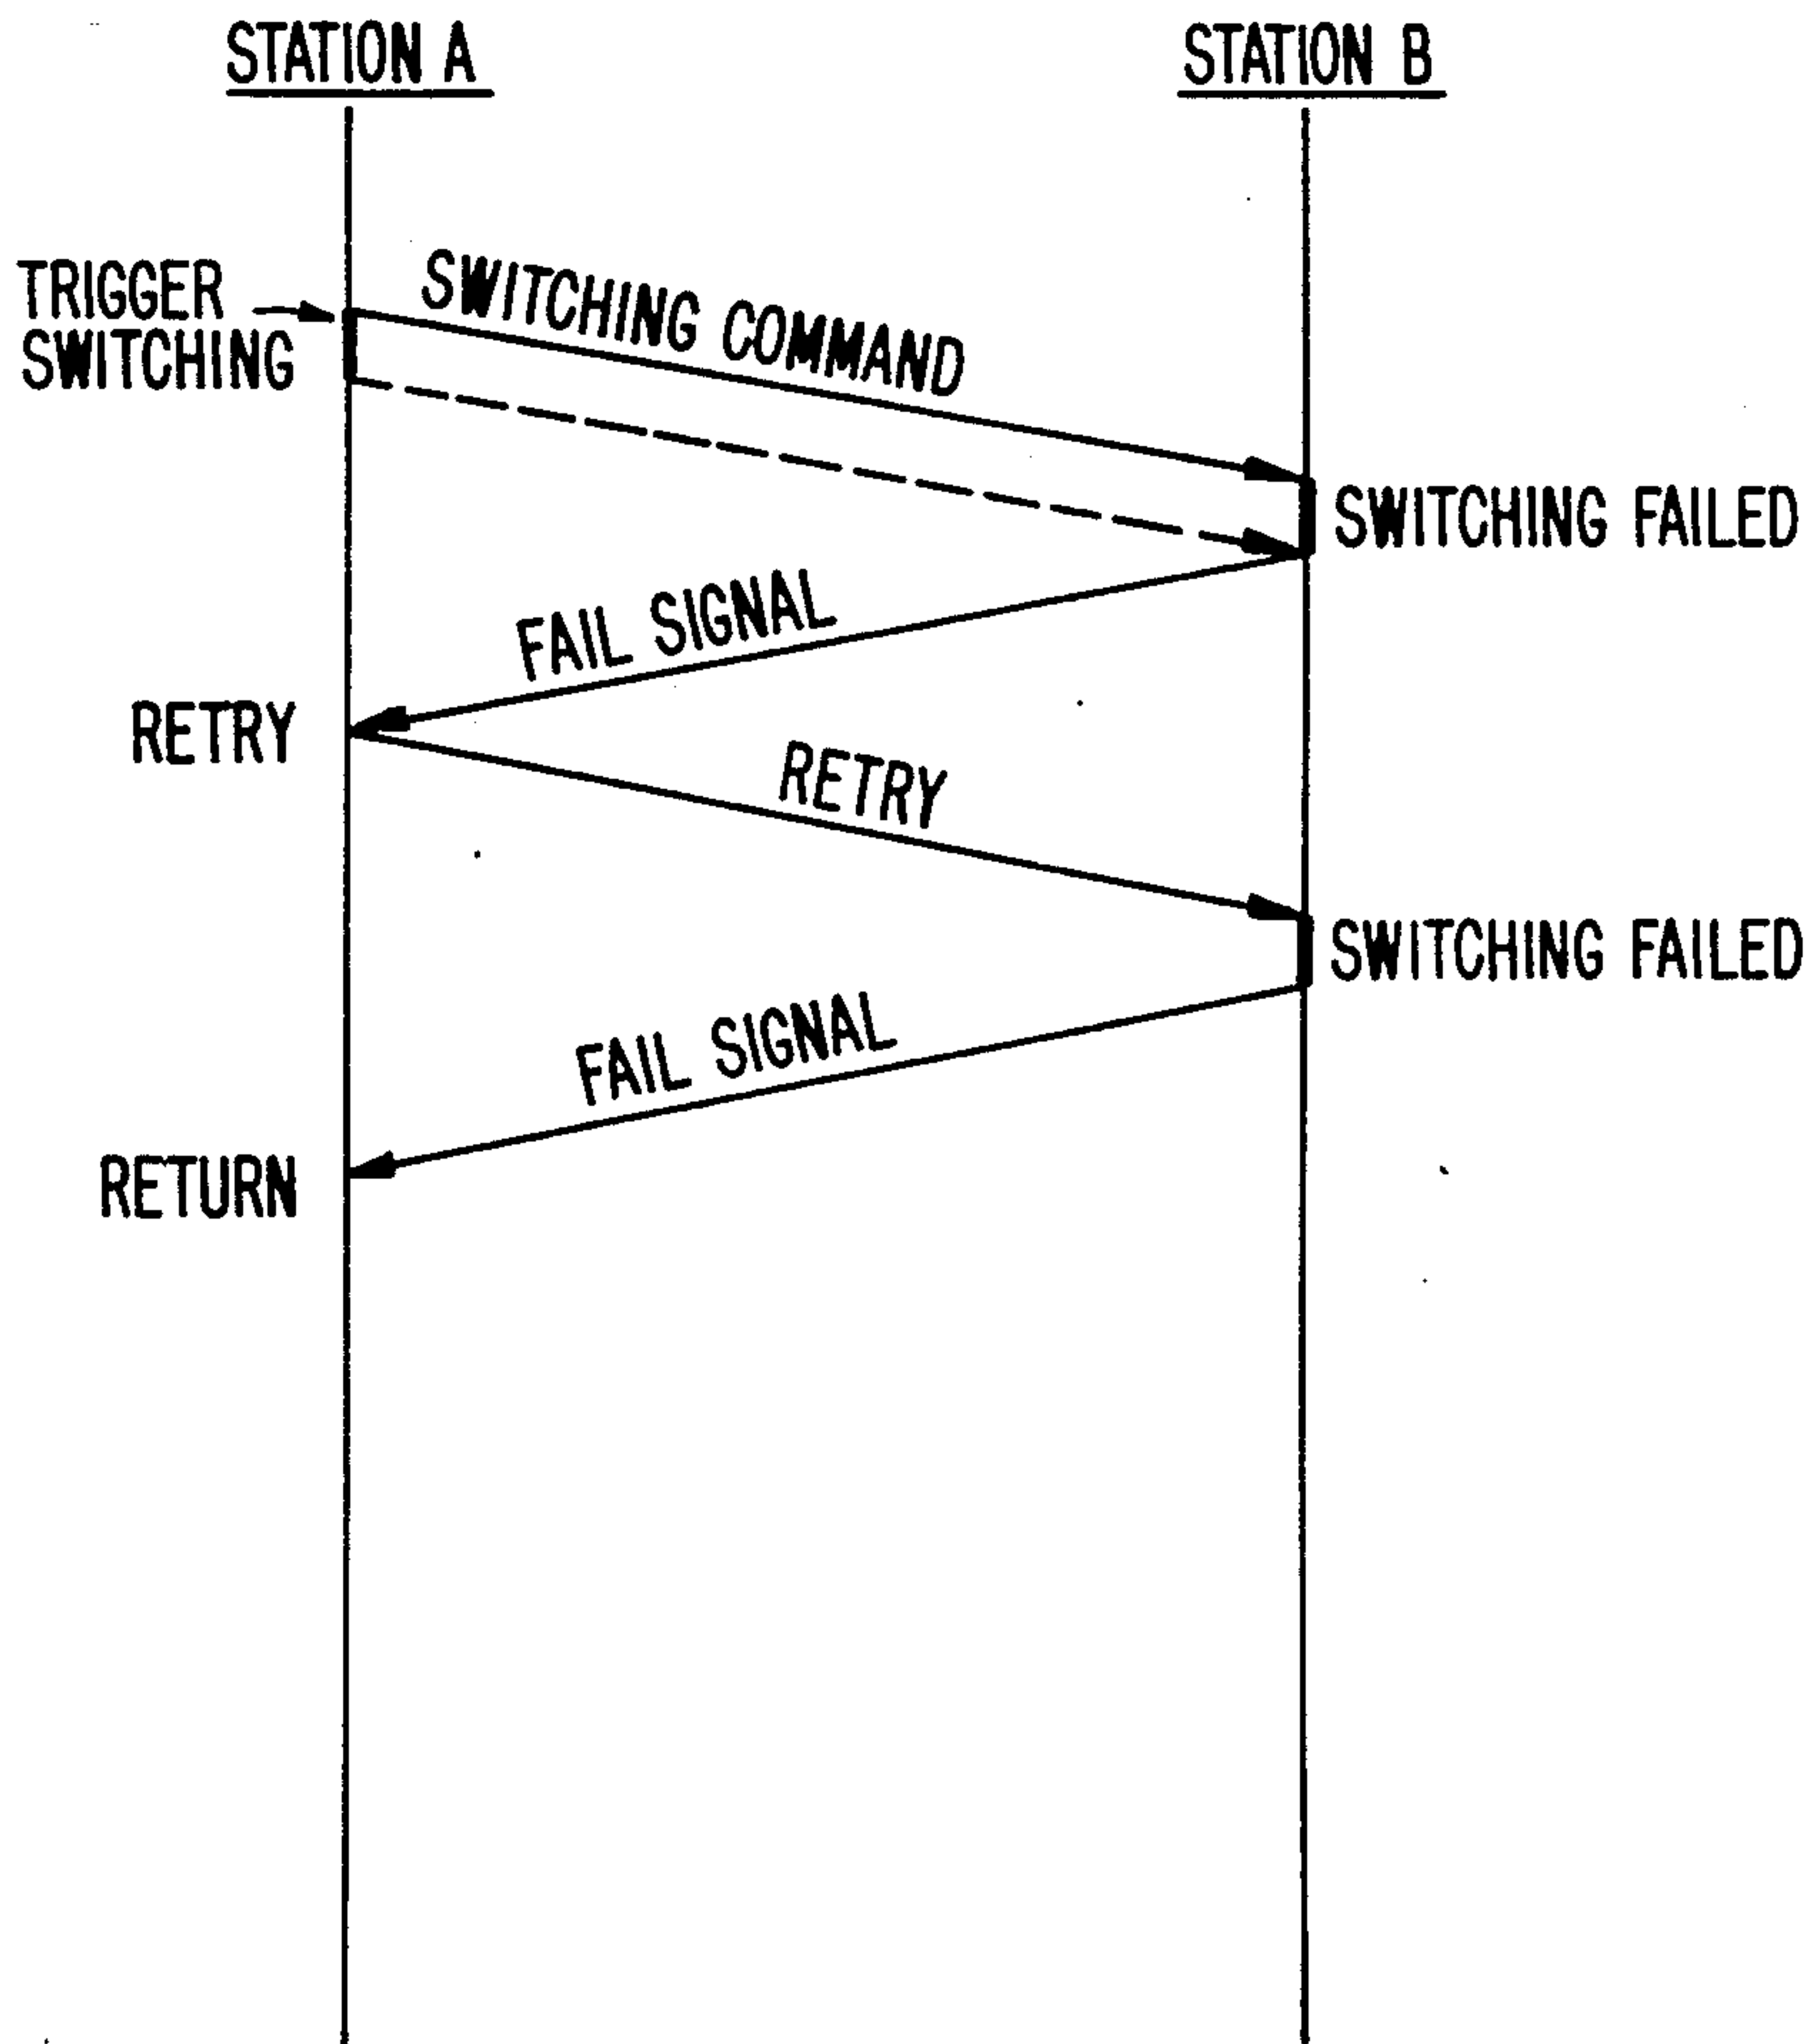 STATION A
STATION B
TRIGGER
SWITCHING
SWITCHING COMMAND
SWITCHING FAILED
FAIL SIGNAL
RETRY
RETRY
SWITCHING FAILED
FAIL SIGNAL
RETURN